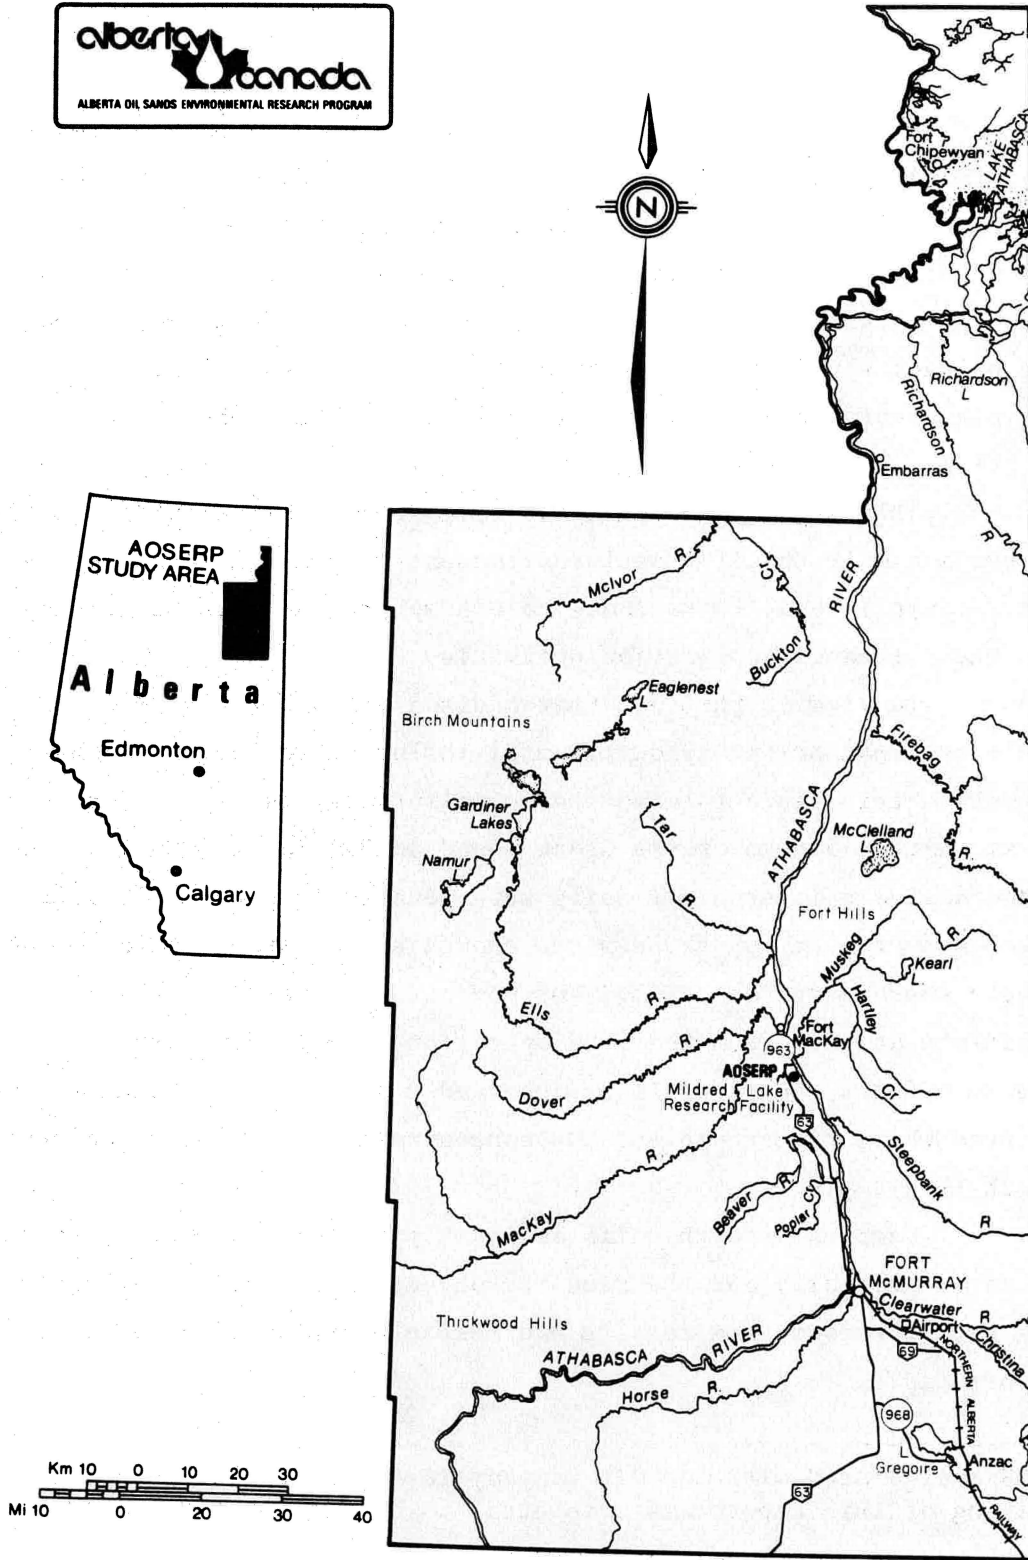 alberta
canada
ALBERTA OIL SANDS ENVIRONMENTAL RESEARCH PROGRAM
N
Fort
Chipewyan
LAKE
ATHABASCA
Richardson
L
Richardson
R
Embarras
AOSERP
STUDY AREA
Alberta
Edmonton
Calgary
McIvor R.
Buckton Cr.
ATHABASCA RIVER
Eaglenest
L
Birch Mountains
Firebag R.
Gardiner
Lakes
Namur
L
Tar R
McClelland
L
Fort Hills
Muskeg R
Kearl
L.
Hartley Cr
Ells R.
Fort
MacKay
963
AOSERP
Mildred Lake
Research Facility
Dover R.
63
MacKay R.
Beaver R.
Poplar Cr
Steepbank R
FORT
McMURRAY
Clearwater R
Airport
Christina
69
NORTHERN ALBERTA RAILWAY
Thickwood Hills
ATHABASCA RIVER
Horse R.
968
L
Gregoire
Anzac
63
Km 10 0 10 20 30
Mi 10 0 20 40